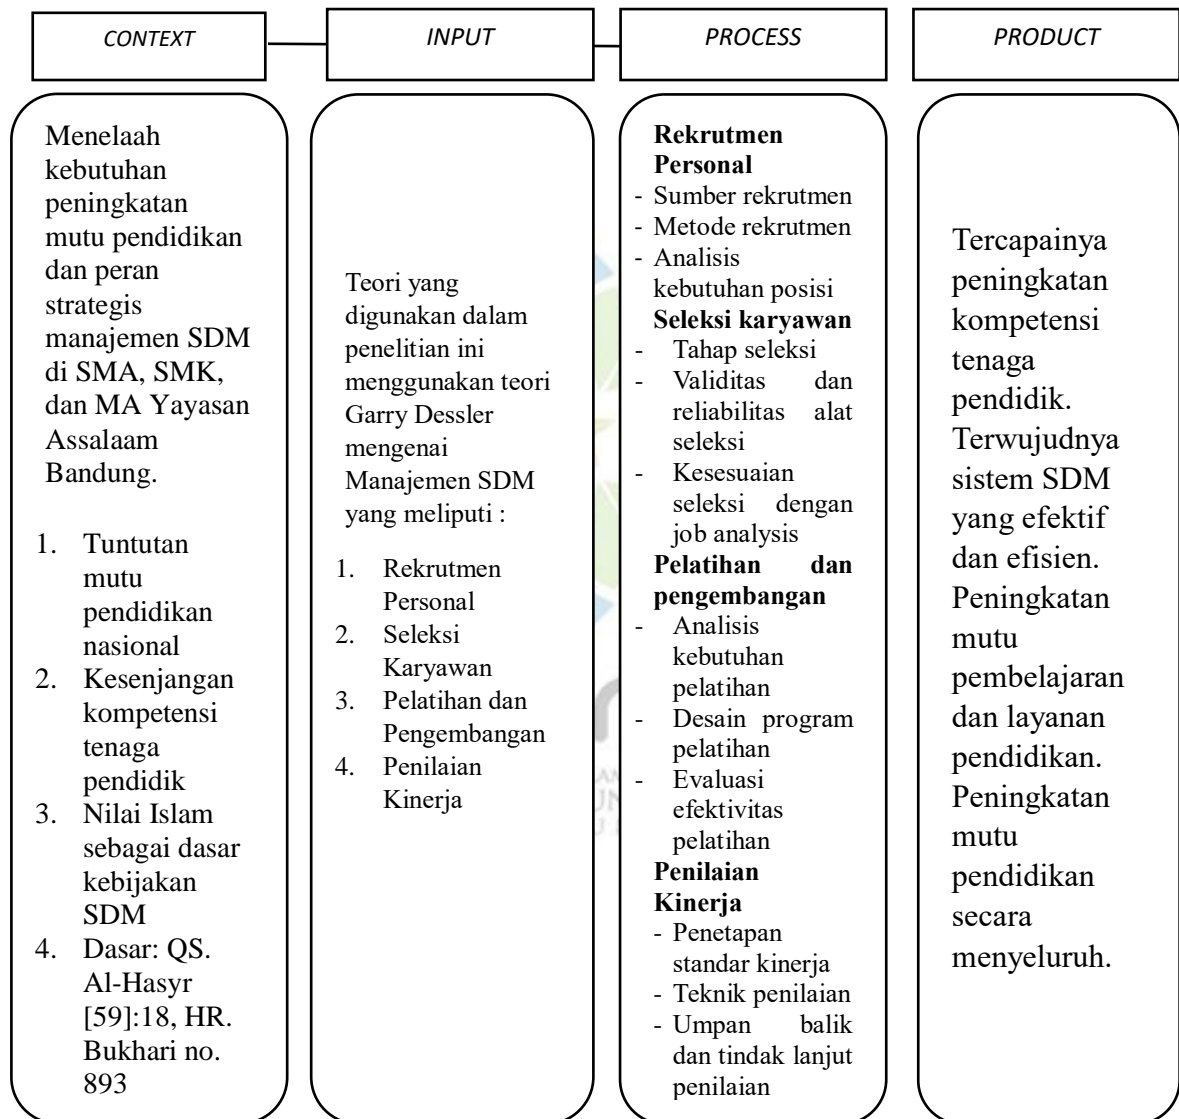 CONTEXT
INPUT
PROCESS
PRODUCT
Menelaah
kebutuhan
peningkatan
mutu pendidikan
dan peran
strategis
manajemen SDM
di SMA, SMK,
dan MA Yayasan
Assalaam
Bandung.
1. Tuntutan
mutu
pendidikan
nasional
2. Kesenjangan
kompetensi
tenaga
pendidik
3. Nilai Islam
sebagai dasar
kebijakan
SDM
4. Dasar: QS.
Al-Hasyr
[59]:18, HR.
Bukhari no.
893
Teori yang
digunakan dalam
penelitian ini
menggunakan teori
Garry Dessler
mengenai
Manajemen SDM
yang meliputi :
1. Rekrutmen
Personal
2. Seleksi
Karyawan
3. Pelatihan dan
Pengembangan
4. Penilaian
Kinerja
Rekrutmen
Personal
- Sumber rekrutmen
- Metode rekrutmen
- Analisis
kebutuhan posisi
Seleksi karyawan
- Tahap seleksi
- Validitas dan
reliabilitas alat
seleksi
- Kesesuaian
seleksi dengan
job analysis
Pelatihan dan
pengembangan
- Analisis
kebutuhan
pelatihan
- Desain program
pelatihan
- Evaluasi
efektivitas
pelatihan
Penilaian
Kinerja
- Penetapan
standar kinerja
- Teknik penilaian
- Umpan balik
dan tindak lanjut
penilaian
Tercapainya
peningkatan
kompetensi
tenaga
pendidik.
Terwujudnya
sistem SDM
yang efektif
dan efisien.
Peningkatan
mutu
pembelajaran
dan layanan
pendidikan.
Peningkatan
mutu
pendidikan
secara
menyeluruh.